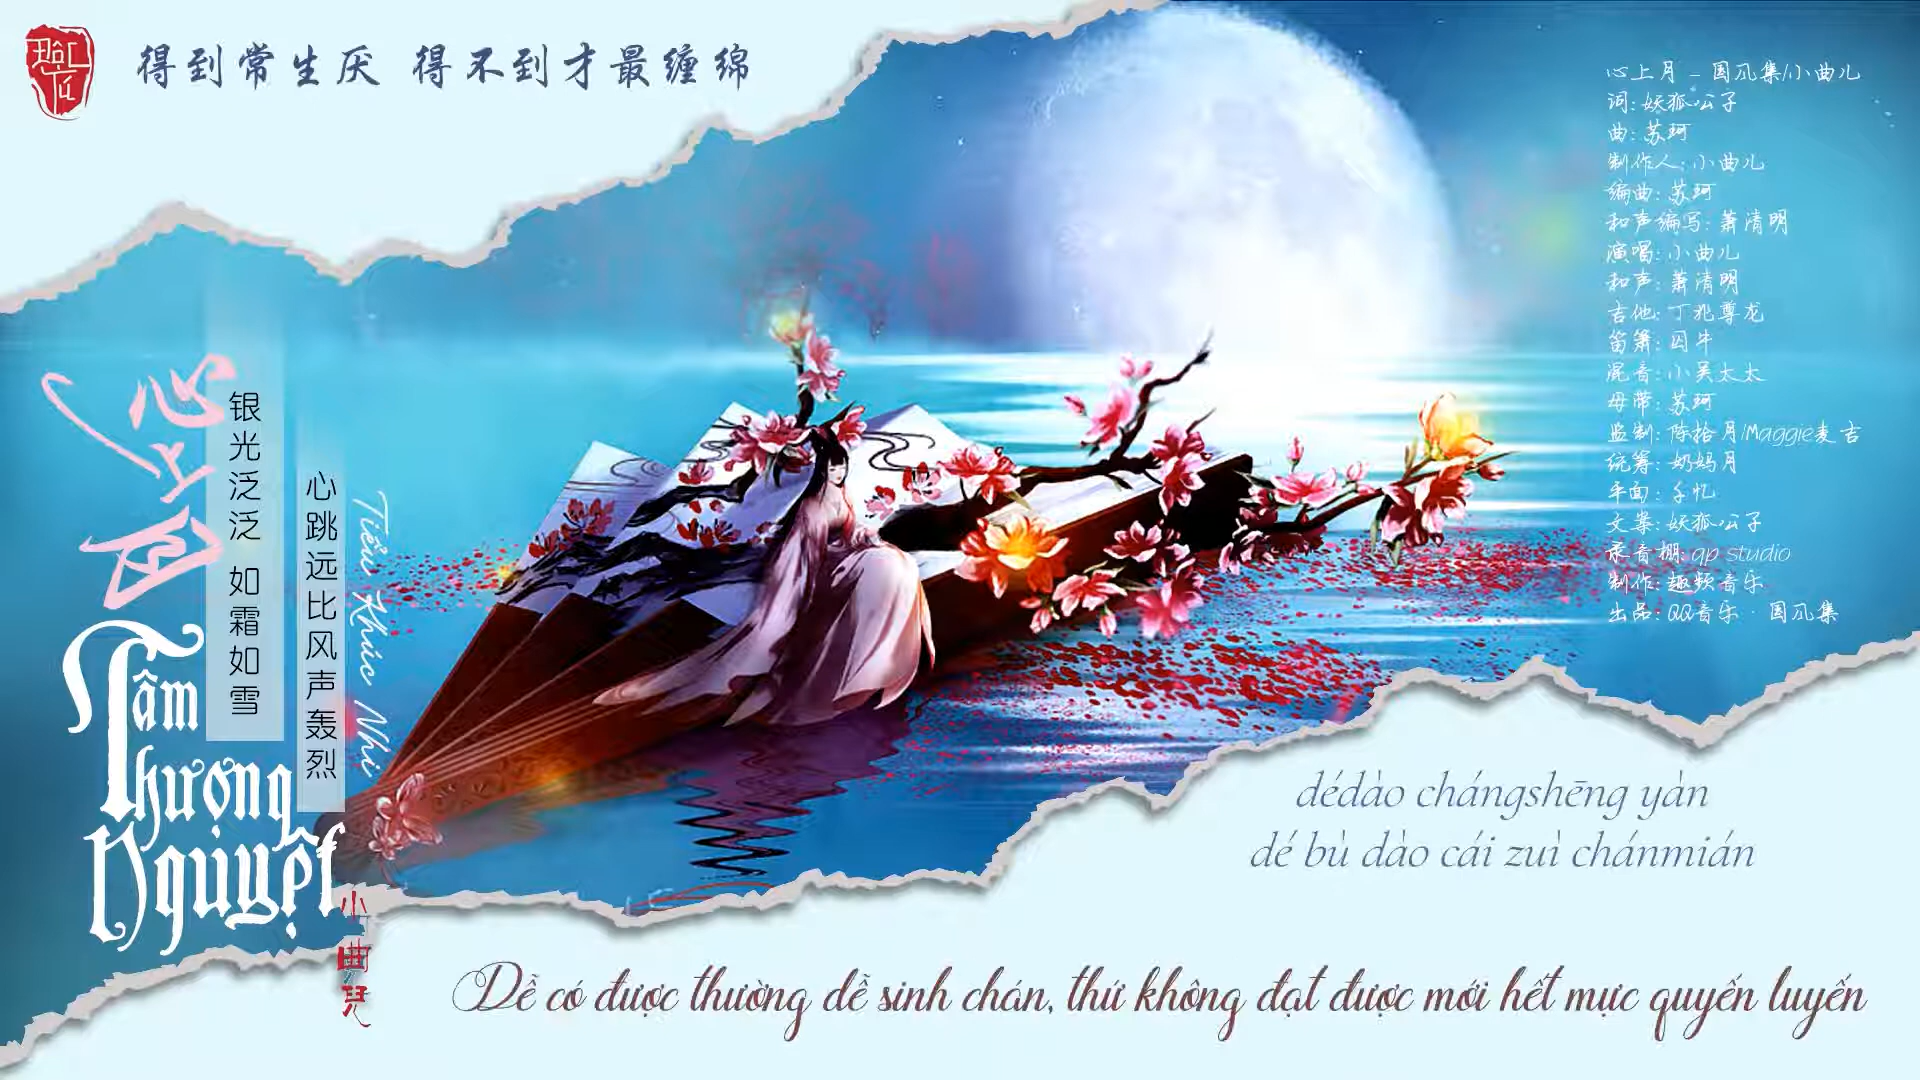 ĐỘC
TÚ
得到常生厌 得不到才最缠绵
心上月 - 国风集/小曲儿
词: 妖狐公子
曲: 苏珂
制作人: 小曲儿
编曲: 苏珂
和声编写: 萧清明
演唱: 小曲儿
和声: 萧清明
吉他: 丁兆尊龙
笛箫: 囚牛
混音: 小吴太太
母带: 苏珂
监制: 陈拾月/Maggie麦吉
统筹: 奶妈月
平面: 千忆
文案: 妖狐公子
录音棚: qp studio
制作: 趣频音乐
出品: QQ音乐 · 国风集
心上月
银光泛泛 如霜如雪
心跳远比风声轰烈
Tiểu Khúc Nhi
Tâm
Thượng
Nguyệt
小曲兒
dédào chángshēng yàn
dé bù dào cái zuì chánmián
Dễ có được thường dễ sinh chán, thứ không đạt được mới hết mực quyến luyến